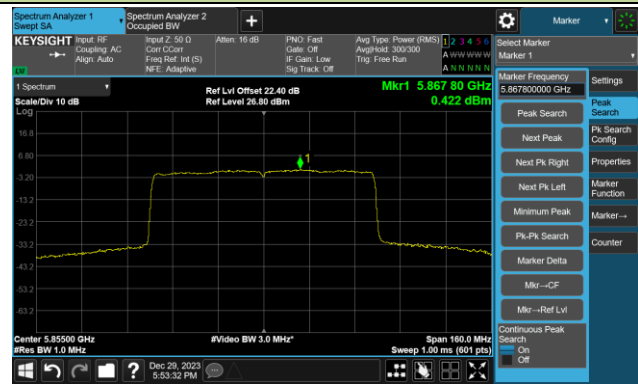 Spectrum Analyzer 1
Swept SA
Spectrum Analyzer 2
Occupied BW
Marker
KEYSIGHT
Input: RF
Coupling: AC
Align: Auto
Input Z: 50 Ω
Corr CCorr
Freq Ref: Int (S)
NFE: Adaptive
Atten: 16 dB
PNO: Fast
Gate: Off
IF Gain: Low
Sig Track: Off
Avg Type: Power (RMS)
Avg|Hold: 300/300
Trig: Free Run
1 2 3 4 5 6
A W W W W W
A N N N N N
LW
Select Marker
Marker 1
1 Spectrum
Scale/Div 10 dB
Log
Ref Lvl Offset 22.40 dB
Ref Level 26.80 dBm
Mkr1 5.867 80 GHz
0.422 dBm
16.8
6.80
-3.20
-13.2
-23.2
-33.2
-43.2
-53.2
-63.2
1
Center 5.85500 GHz
#Res BW 1.0 MHz
#Video BW 3.0 MHz*
Span 160.0 MHz
Sweep 1.00 ms (601 pts)
Marker Frequency
5.867800000 GHz
Peak Search
Next Peak
Next Pk Right
Next Pk Left
Minimum Peak
Pk-Pk Search
Marker Delta
Mkr→CF
Mkr→Ref Lvl
Continuous Peak
Search
On
Off
Settings
Peak
Search
Pk Search
Config
Properties
Marker
Function
Marker→
Counter
Dec 29, 2023
5:53:32 PM